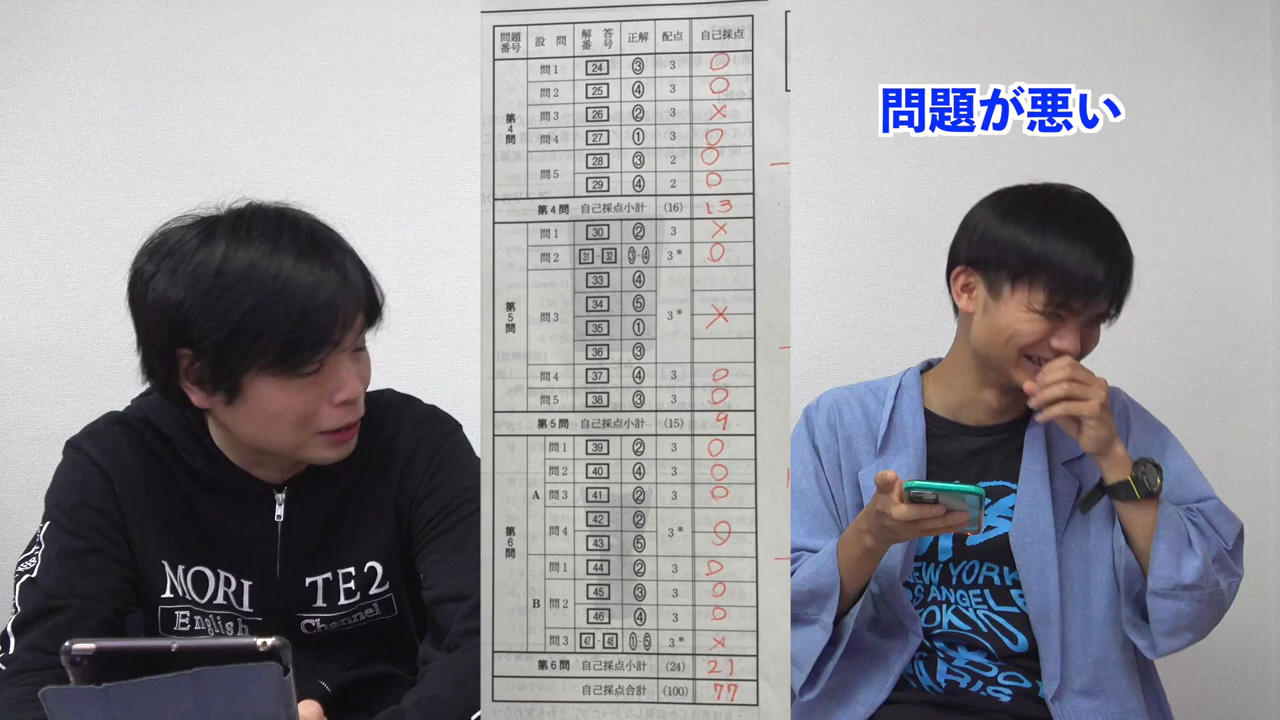 問題番号 設問 解答番号 正解 配点 自己採点
第4問 問1 24 ③ 3 ○
問2 25 ④ 3 ○
問3 26 ② 3 ×
問4 27 ① 3 ○
問5 28 ③ 2 ○
29 ④ 2 ○
第4問 自己採点小計 (16) 13
第5問 問1 30 ② 3 ×
問2 31-32 ③-④ 3* ○
問3 33 ④ 3* ×
34 ⑤
35 ①
36 ③
問4 37 ④ 3 ○
問5 38 ③ 3 ○
第5問 自己採点小計 (15) 9
第6問 A 問1 39 ② 3 ○
問2 40 ④ 3 ○
問3 41 ② 3 ○
問4 42 ② 3* ○
43 ⑤
B 問1 44 ② 3 ○
問2 45 ③ 3 ○
46 ④ 3 ○
問3 47-48 ①-⑤ 3* ×
第6問 自己採点小計 (24) 21
自己採点合計 (100) 77
問題が悪い
MORI TE2
English Channel
NEW YORK
LOS ANGELES
TOKYO
PARIS